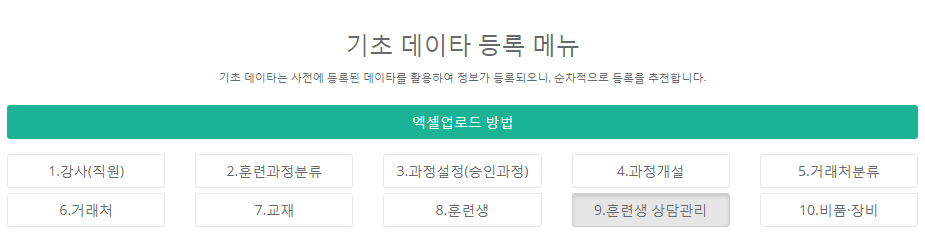 기초 데이타 등록 메뉴
기초 데이타는 사전에 등록된 데이타를 활용하여 정보가 등록되오니, 순차적으로 등록을 추천합니다.
엑셀업로드 방법
1.강사(직원) 2.훈련과정분류 3.과정설정(승인과정) 4.과정개설 5.거래처분류
6.거래처 7.교재 8.훈련생 9.훈련생 상담관리 10.비품·장비